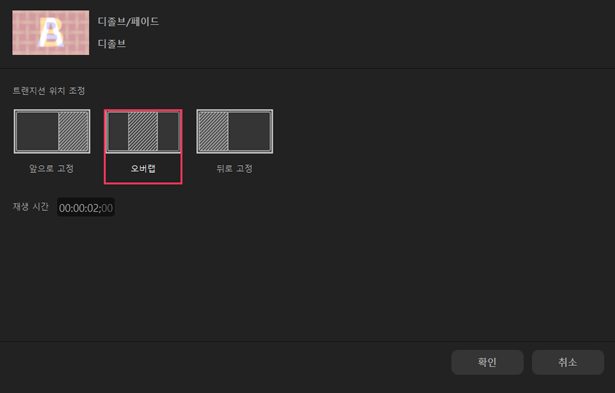 디졸브/페이드
디졸브
트랜지션 위치 조정
앞으로 고정 오버랩 뒤로 고정
재생 시간 00:00:02;00
확인 취소